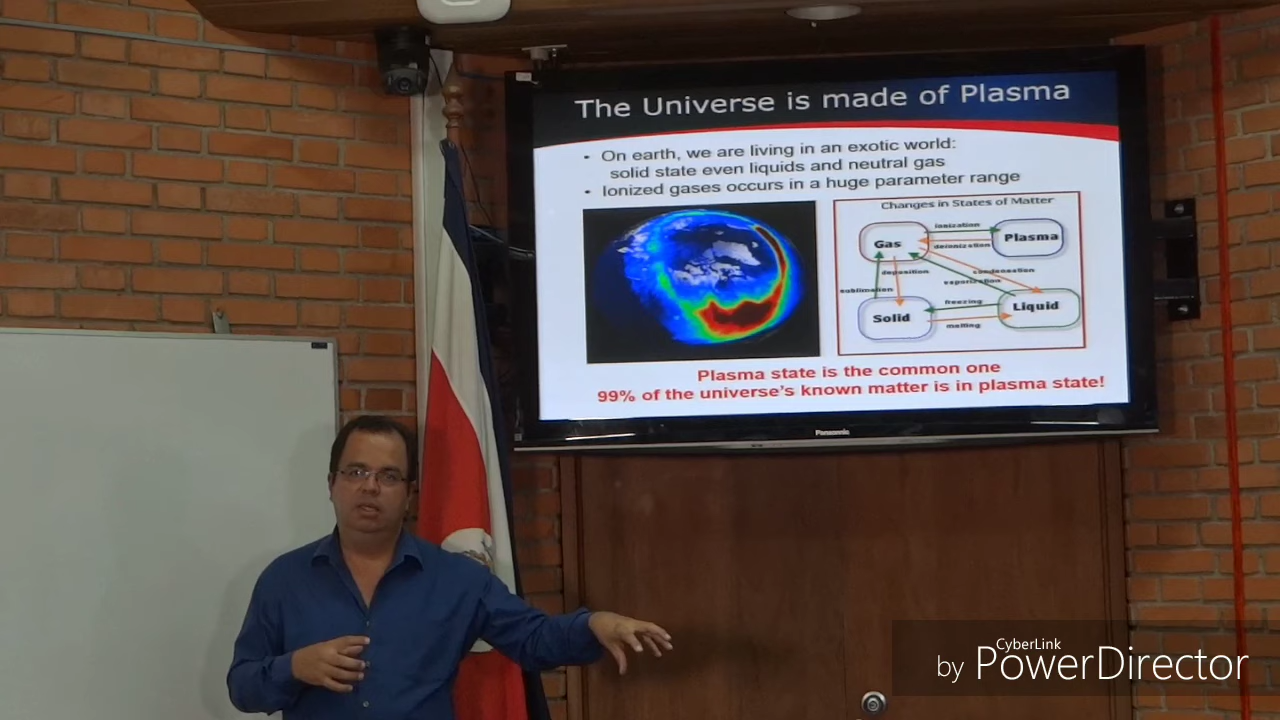 The Universe is made of Plasma
• On earth, we are living in an exotic world:
solid state even liquids and neutral gas
• Ionized gases occurs in a huge parameter range
Changes in States of Matter
ionization
Gas
Plasma
deionization
deposition
condensation
sublimation
evaporation
freezing
Liquid
Solid
melting
Plasma state is the common one
99% of the universe's known matter is in plasma state!
Panasonic
CyberLink
by PowerDirector